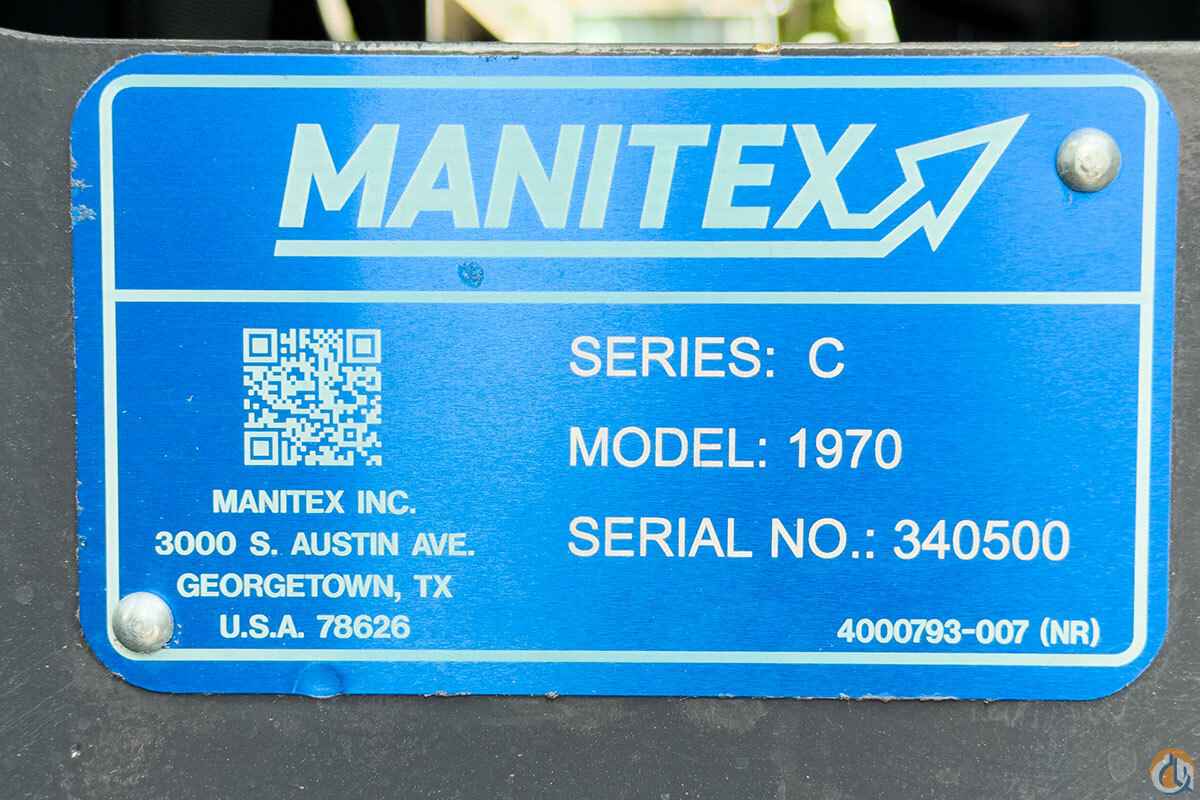 MANITEX
SERIES: C
MODEL: 1970
SERIAL NO.: 340500
MANITEX INC.
3000 S. AUSTIN AVE.
GEORGETOWN, TX
U.S.A. 78626
4000793-007 (NR)